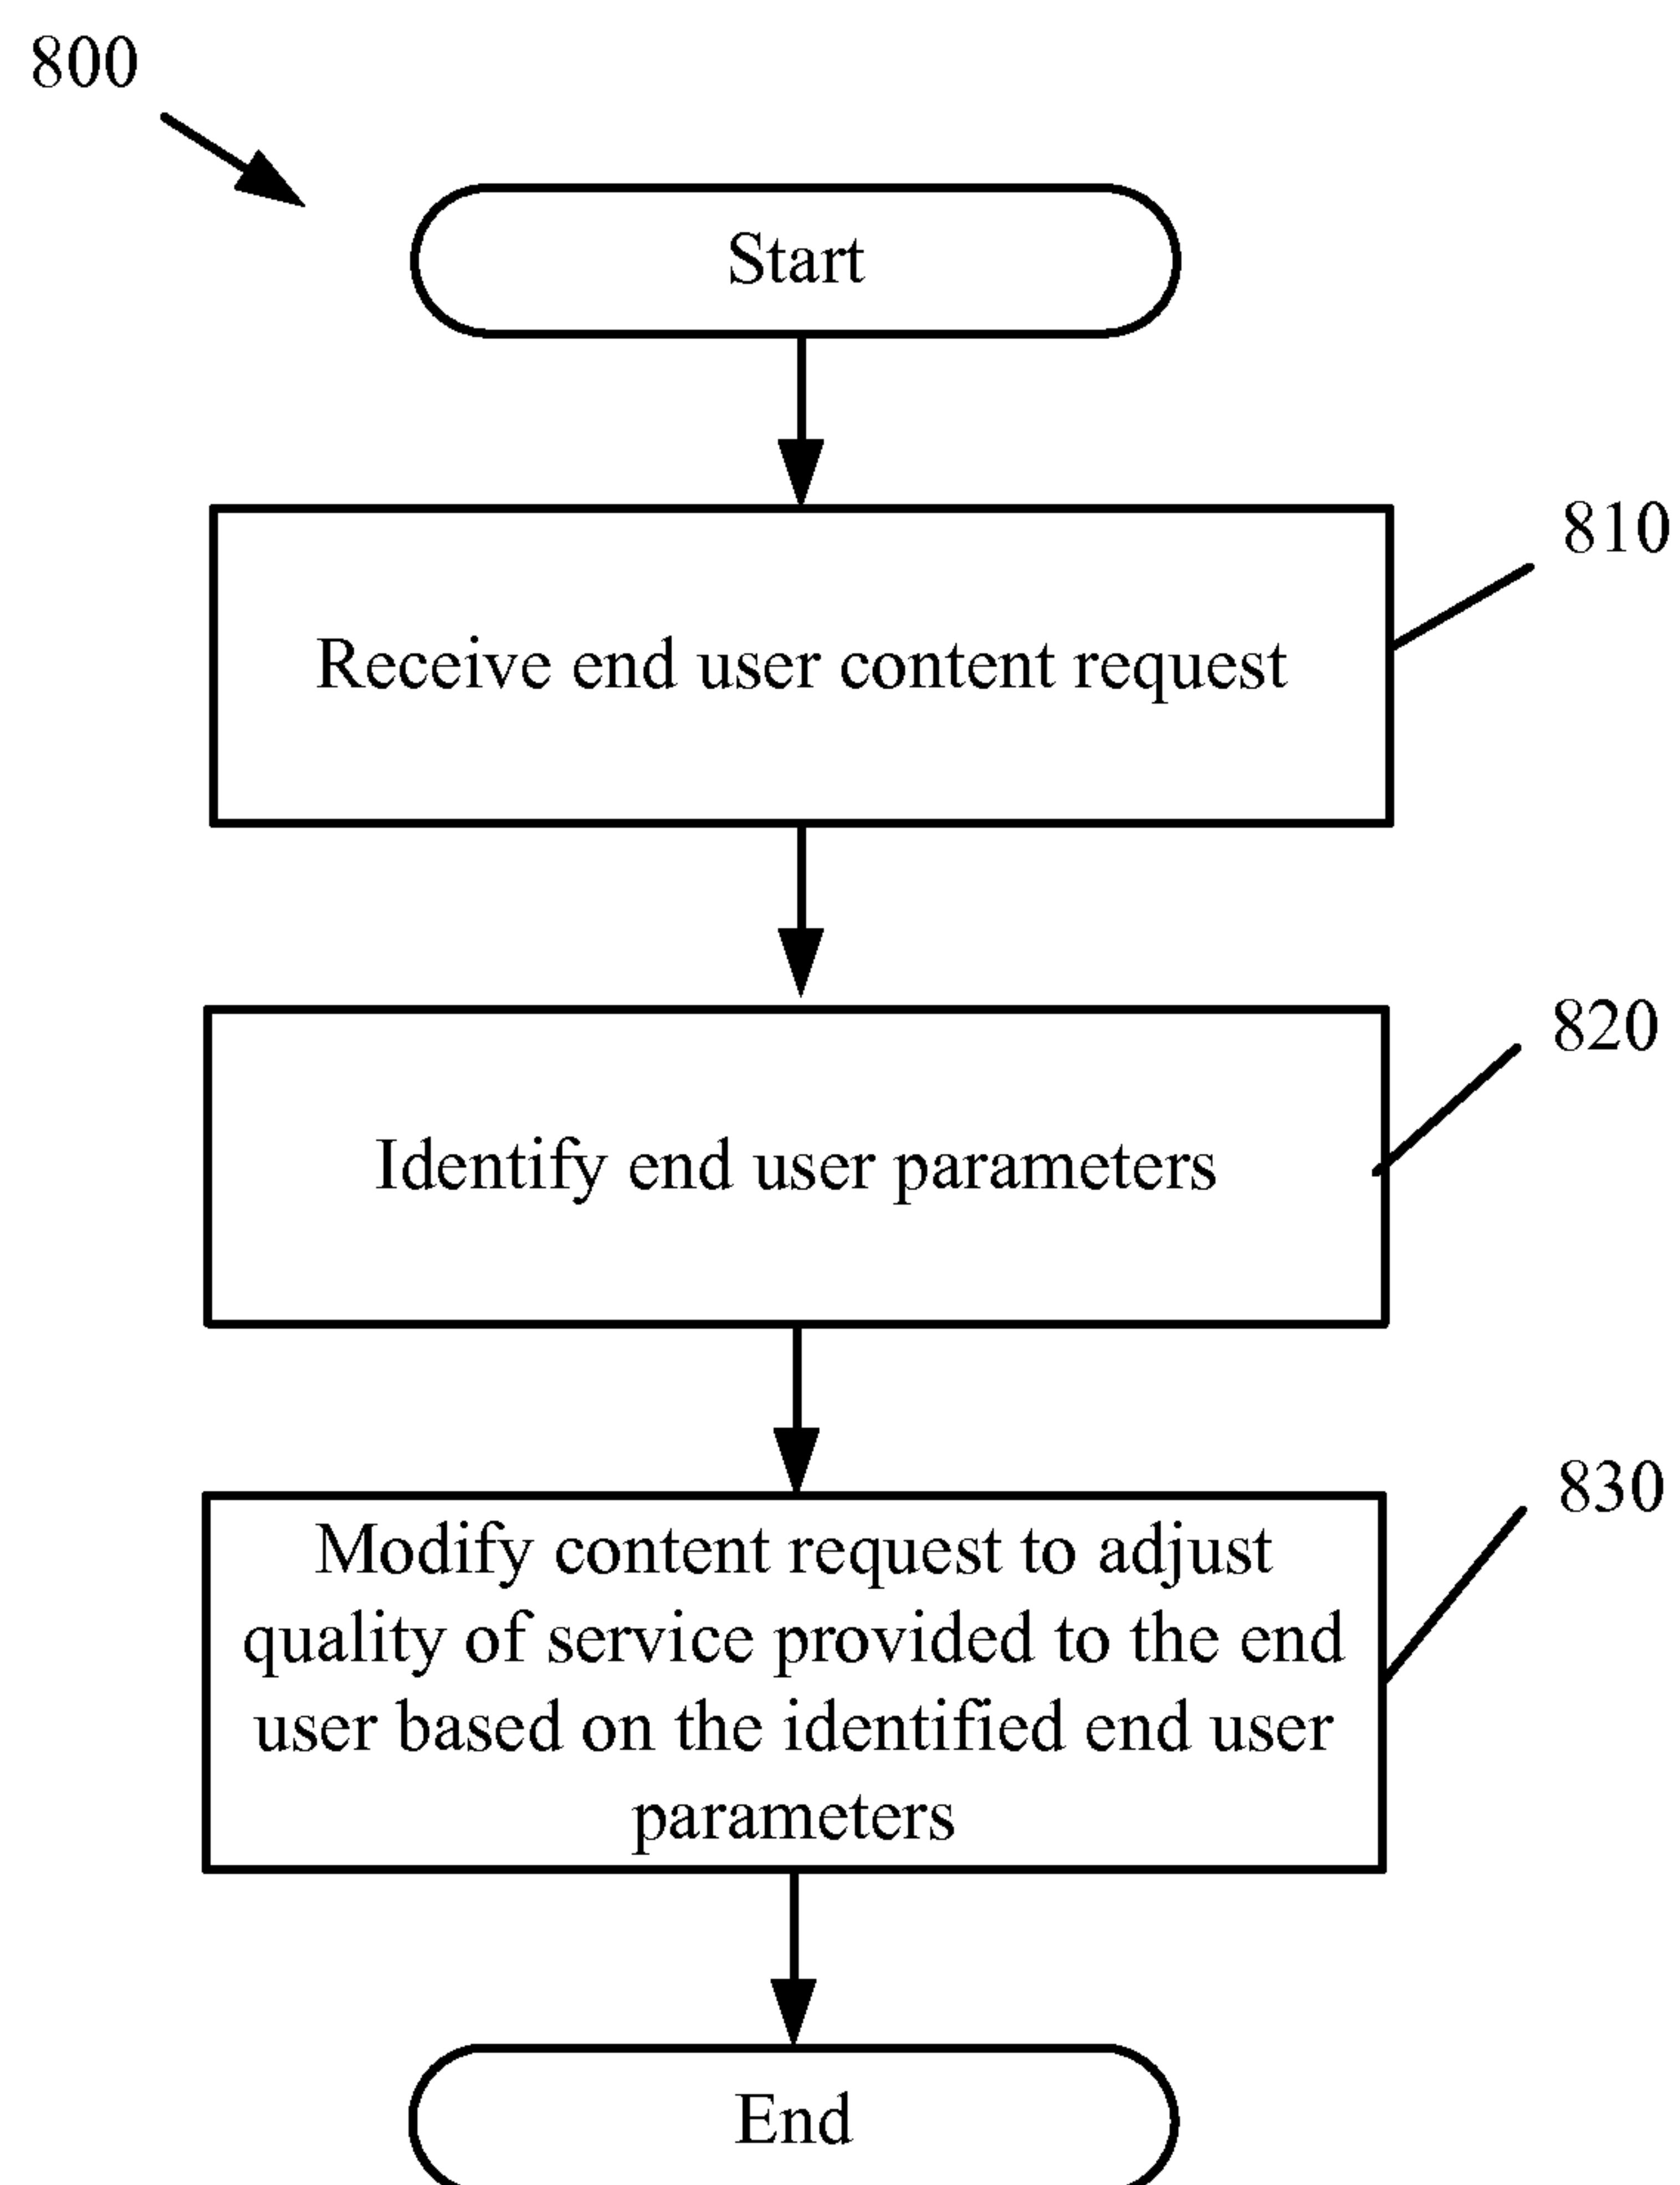 800
Start
810
Receive end user content request
820
Identify end user parameters
830
Modify content request to adjust
quality of service provided to the end
user based on the identified end user
parameters
End